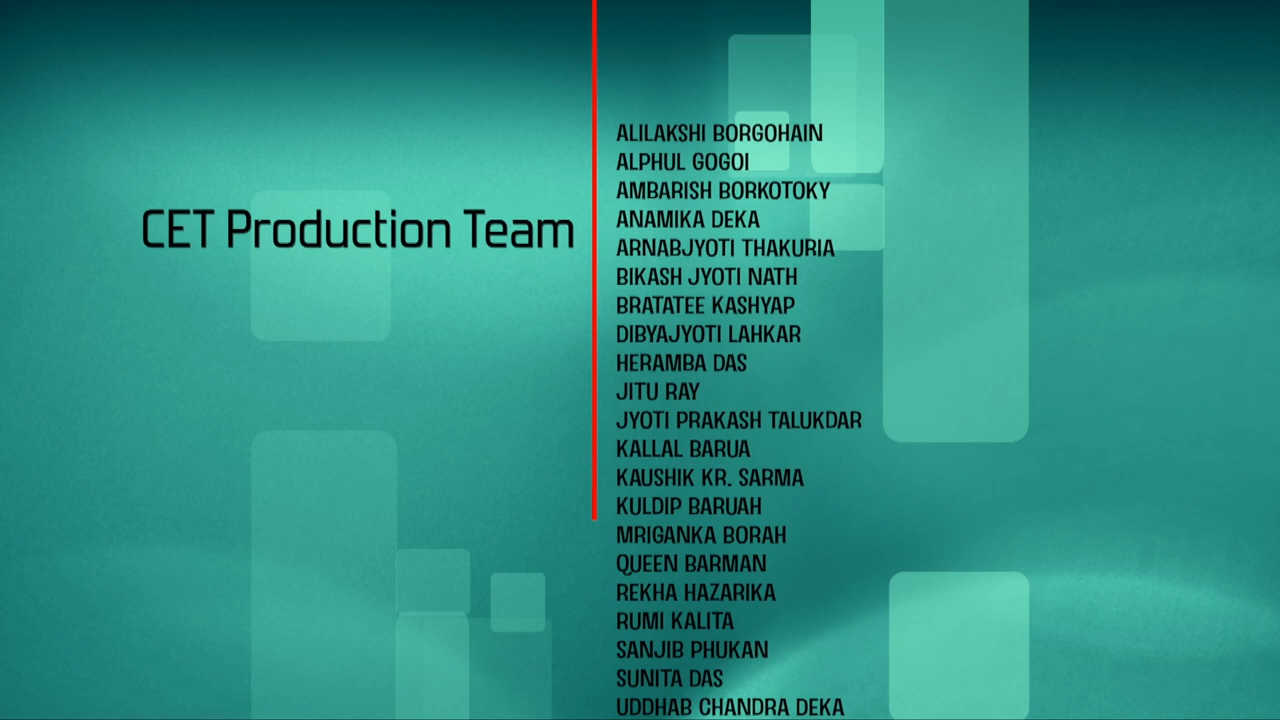 CET Production Team
ALILAKSHI BORGOHAIN
ALPHUL GOGOI
AMBARISH BORKOTOKY
ANAMIKA DEKA
ARNABJYOTI THAKURIA
BIKASH JYOTI NATH
BRATATEE KASHYAP
DIBYAJYOTI LAHKAR
HERAMBA DAS
JITU RAY
JYOTI PRAKASH TALUKDAR
KALLAL BARUA
KAUSHIK KR. SARMA
KULDIP BARUAH
MRIGANKA BORAH
QUEEN BARMAN
REKHA HAZARIKA
RUMI KALITA
SANJIB PHUKAN
SUNITA DAS
UDDHAB CHANDRA DEKA